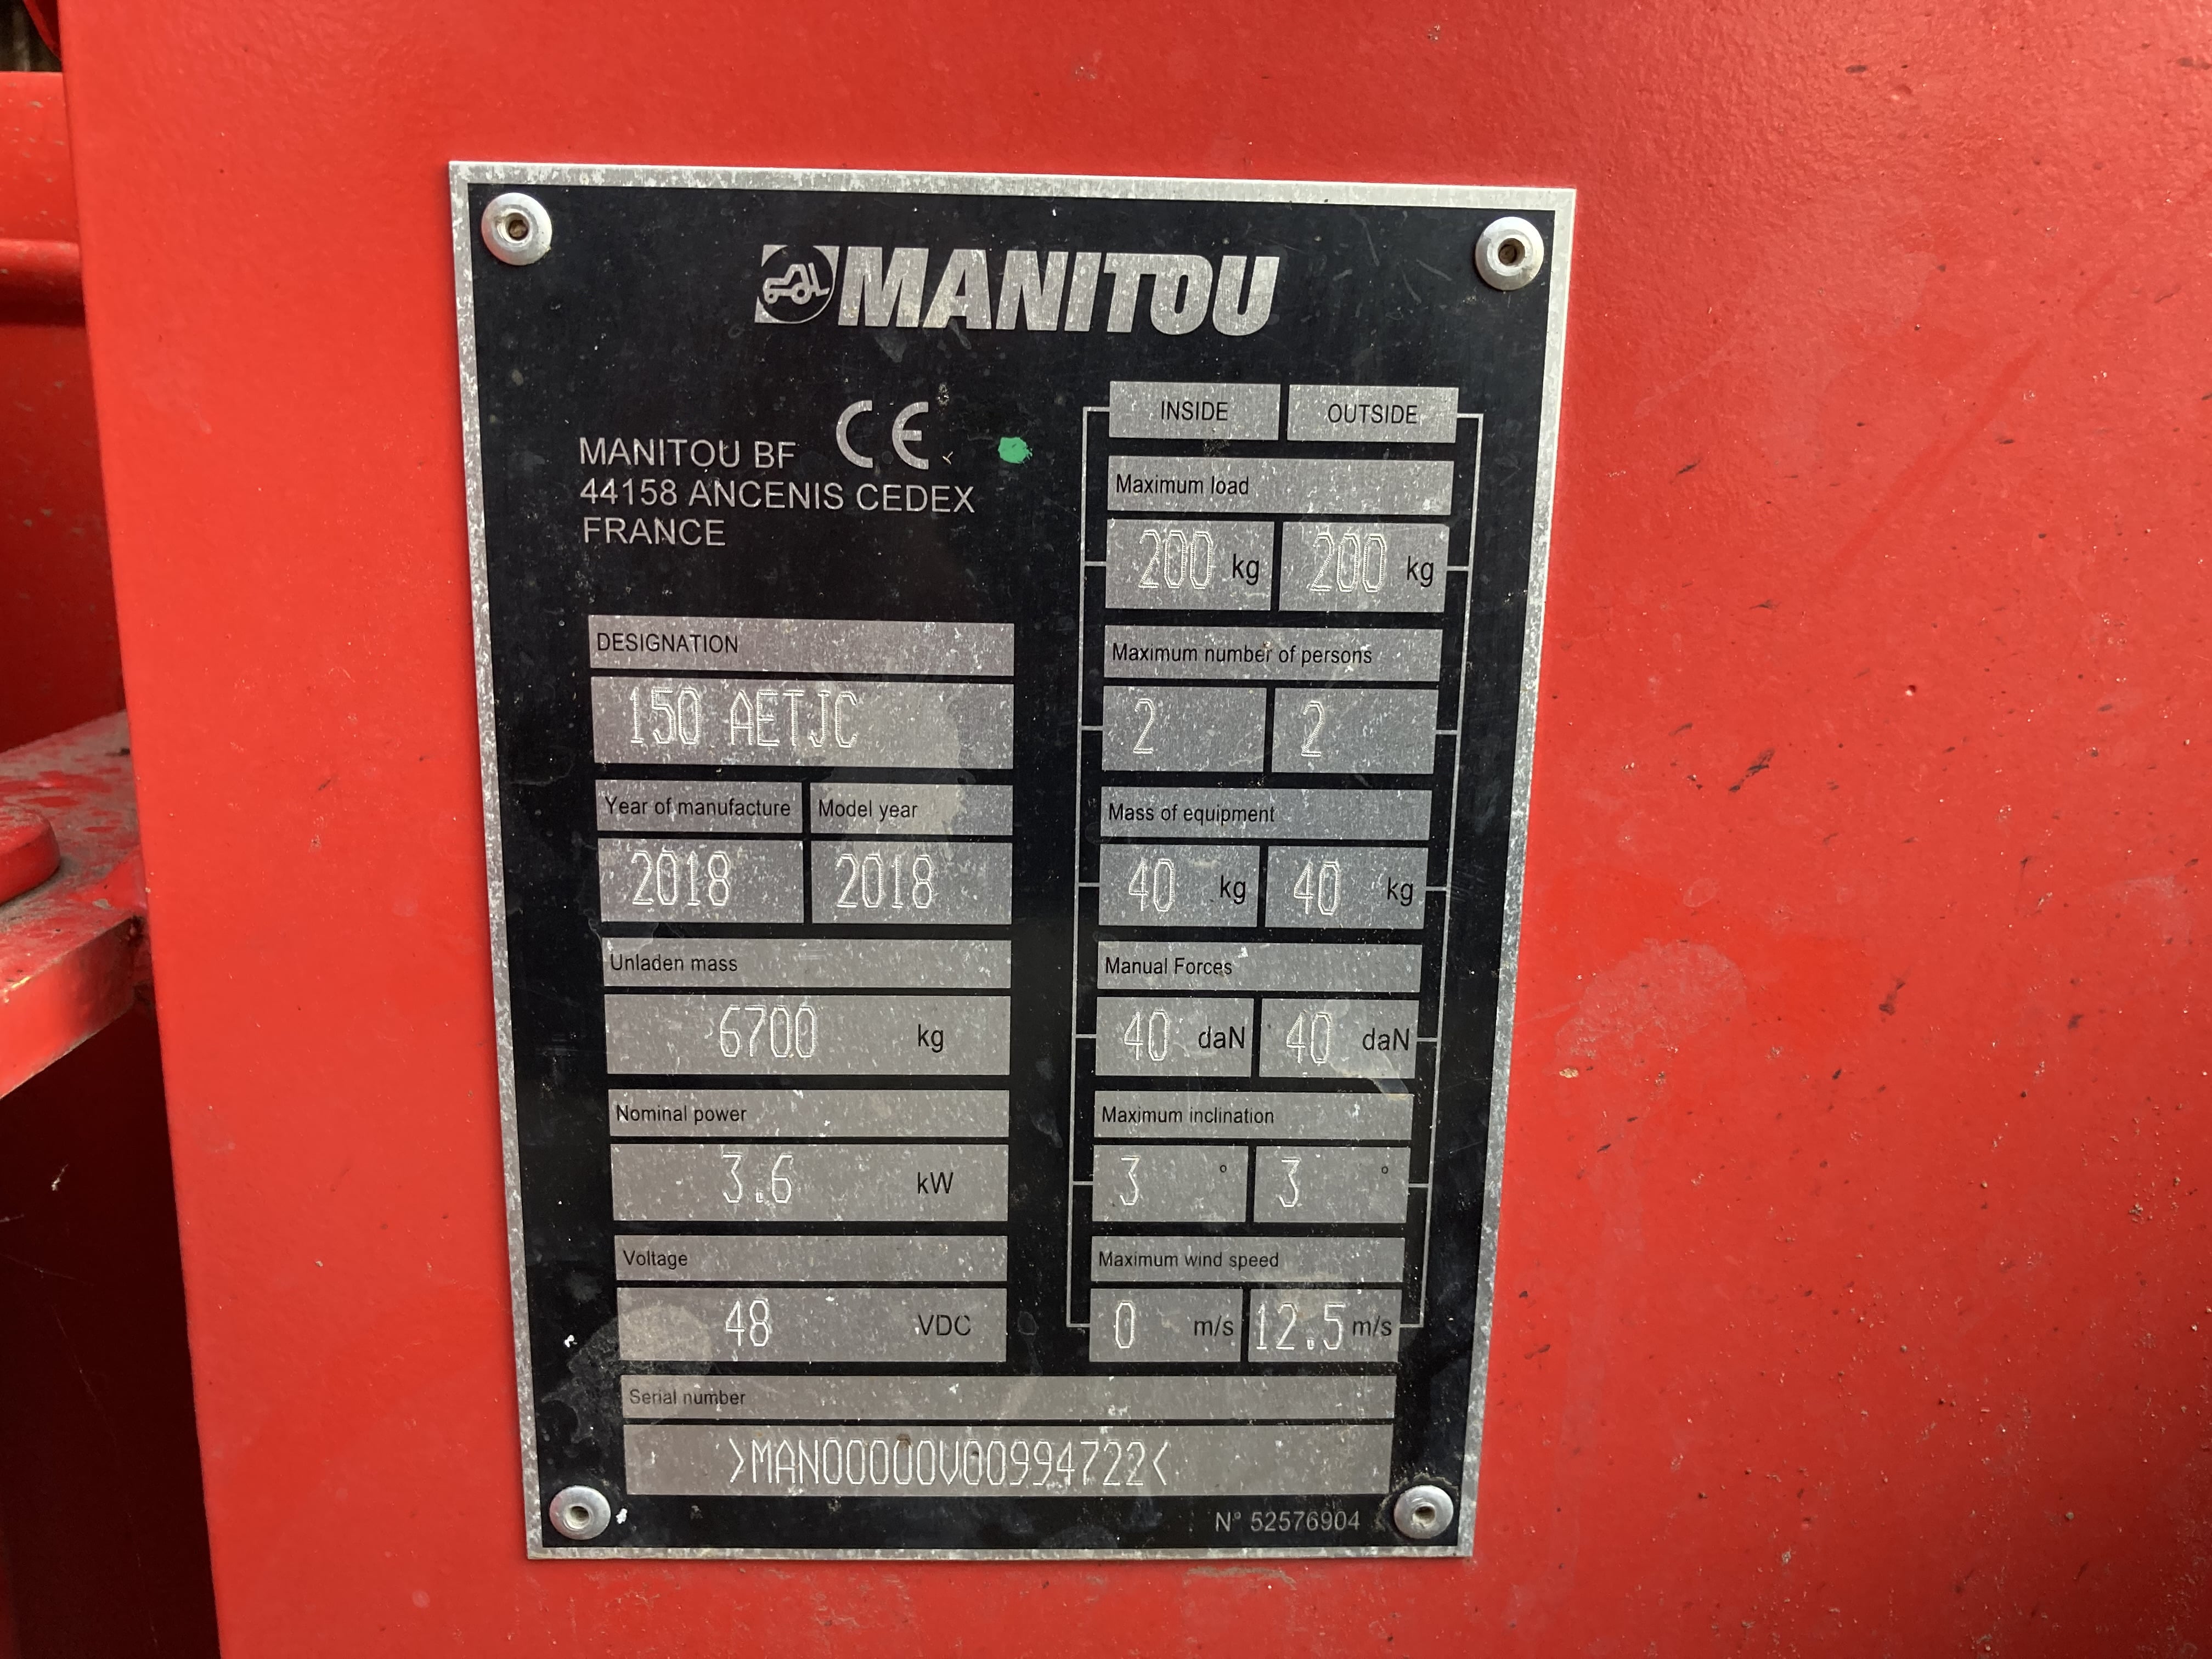 MANITOU
CE
MANITOU BF
44158 ANCENIS CEDEX
FRANCE
DESIGNATION
150 AETJC
Year of manufacture Model year
2018 2018
Unladen mass
6700 kg
Nominal power
3.6 kW
Voltage
48 VDC
INSIDE OUTSIDE
Maximum load
200 kg 200 kg
Maximum number of persons
2 2
Mass of equipment
40 kg 40 kg
Manual Forces
40 daN 40 daN
Maximum inclination
3 ° 3 °
Maximum wind speed
0 m/s 12.5 m/s
Serial number
>MAN00000V00994722<
N° 52576904